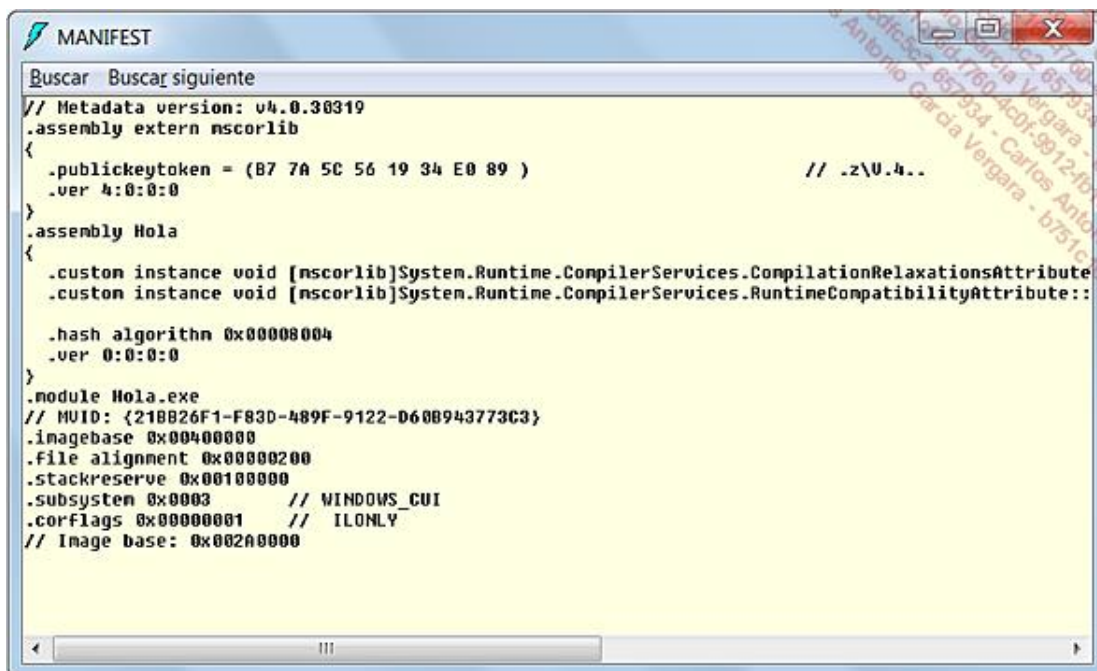 MANIFEST
Buscar Buscar siguiente
// Metadata version: v4.0.30319
.assembly extern mscorlib
{
  .publickeytoken = (B7 7A 5C 56 19 34 E0 89 )                         // .z\V.4..
  .ver 4:0:0:0
}
.assembly Hola
{
  .custom instance void [mscorlib]System.Runtime.CompilerServices.CompilationRelaxationsAttribute
  .custom instance void [mscorlib]System.Runtime.CompilerServices.RuntimeCompatibilityAttribute::

  .hash algorithm 0x00008004
  .ver 0:0:0:0
}
.module Hola.exe
// MVID: {21BB26F1-F83D-489F-9122-D60B943773C3}
.imagebase 0x00400000
.file alignment 0x00000200
.stackreserve 0x00100000
.subsystem 0x0003       // WINDOWS_CUI
.corflags 0x00000001    //  ILONLY
// Image base: 0x002A0000